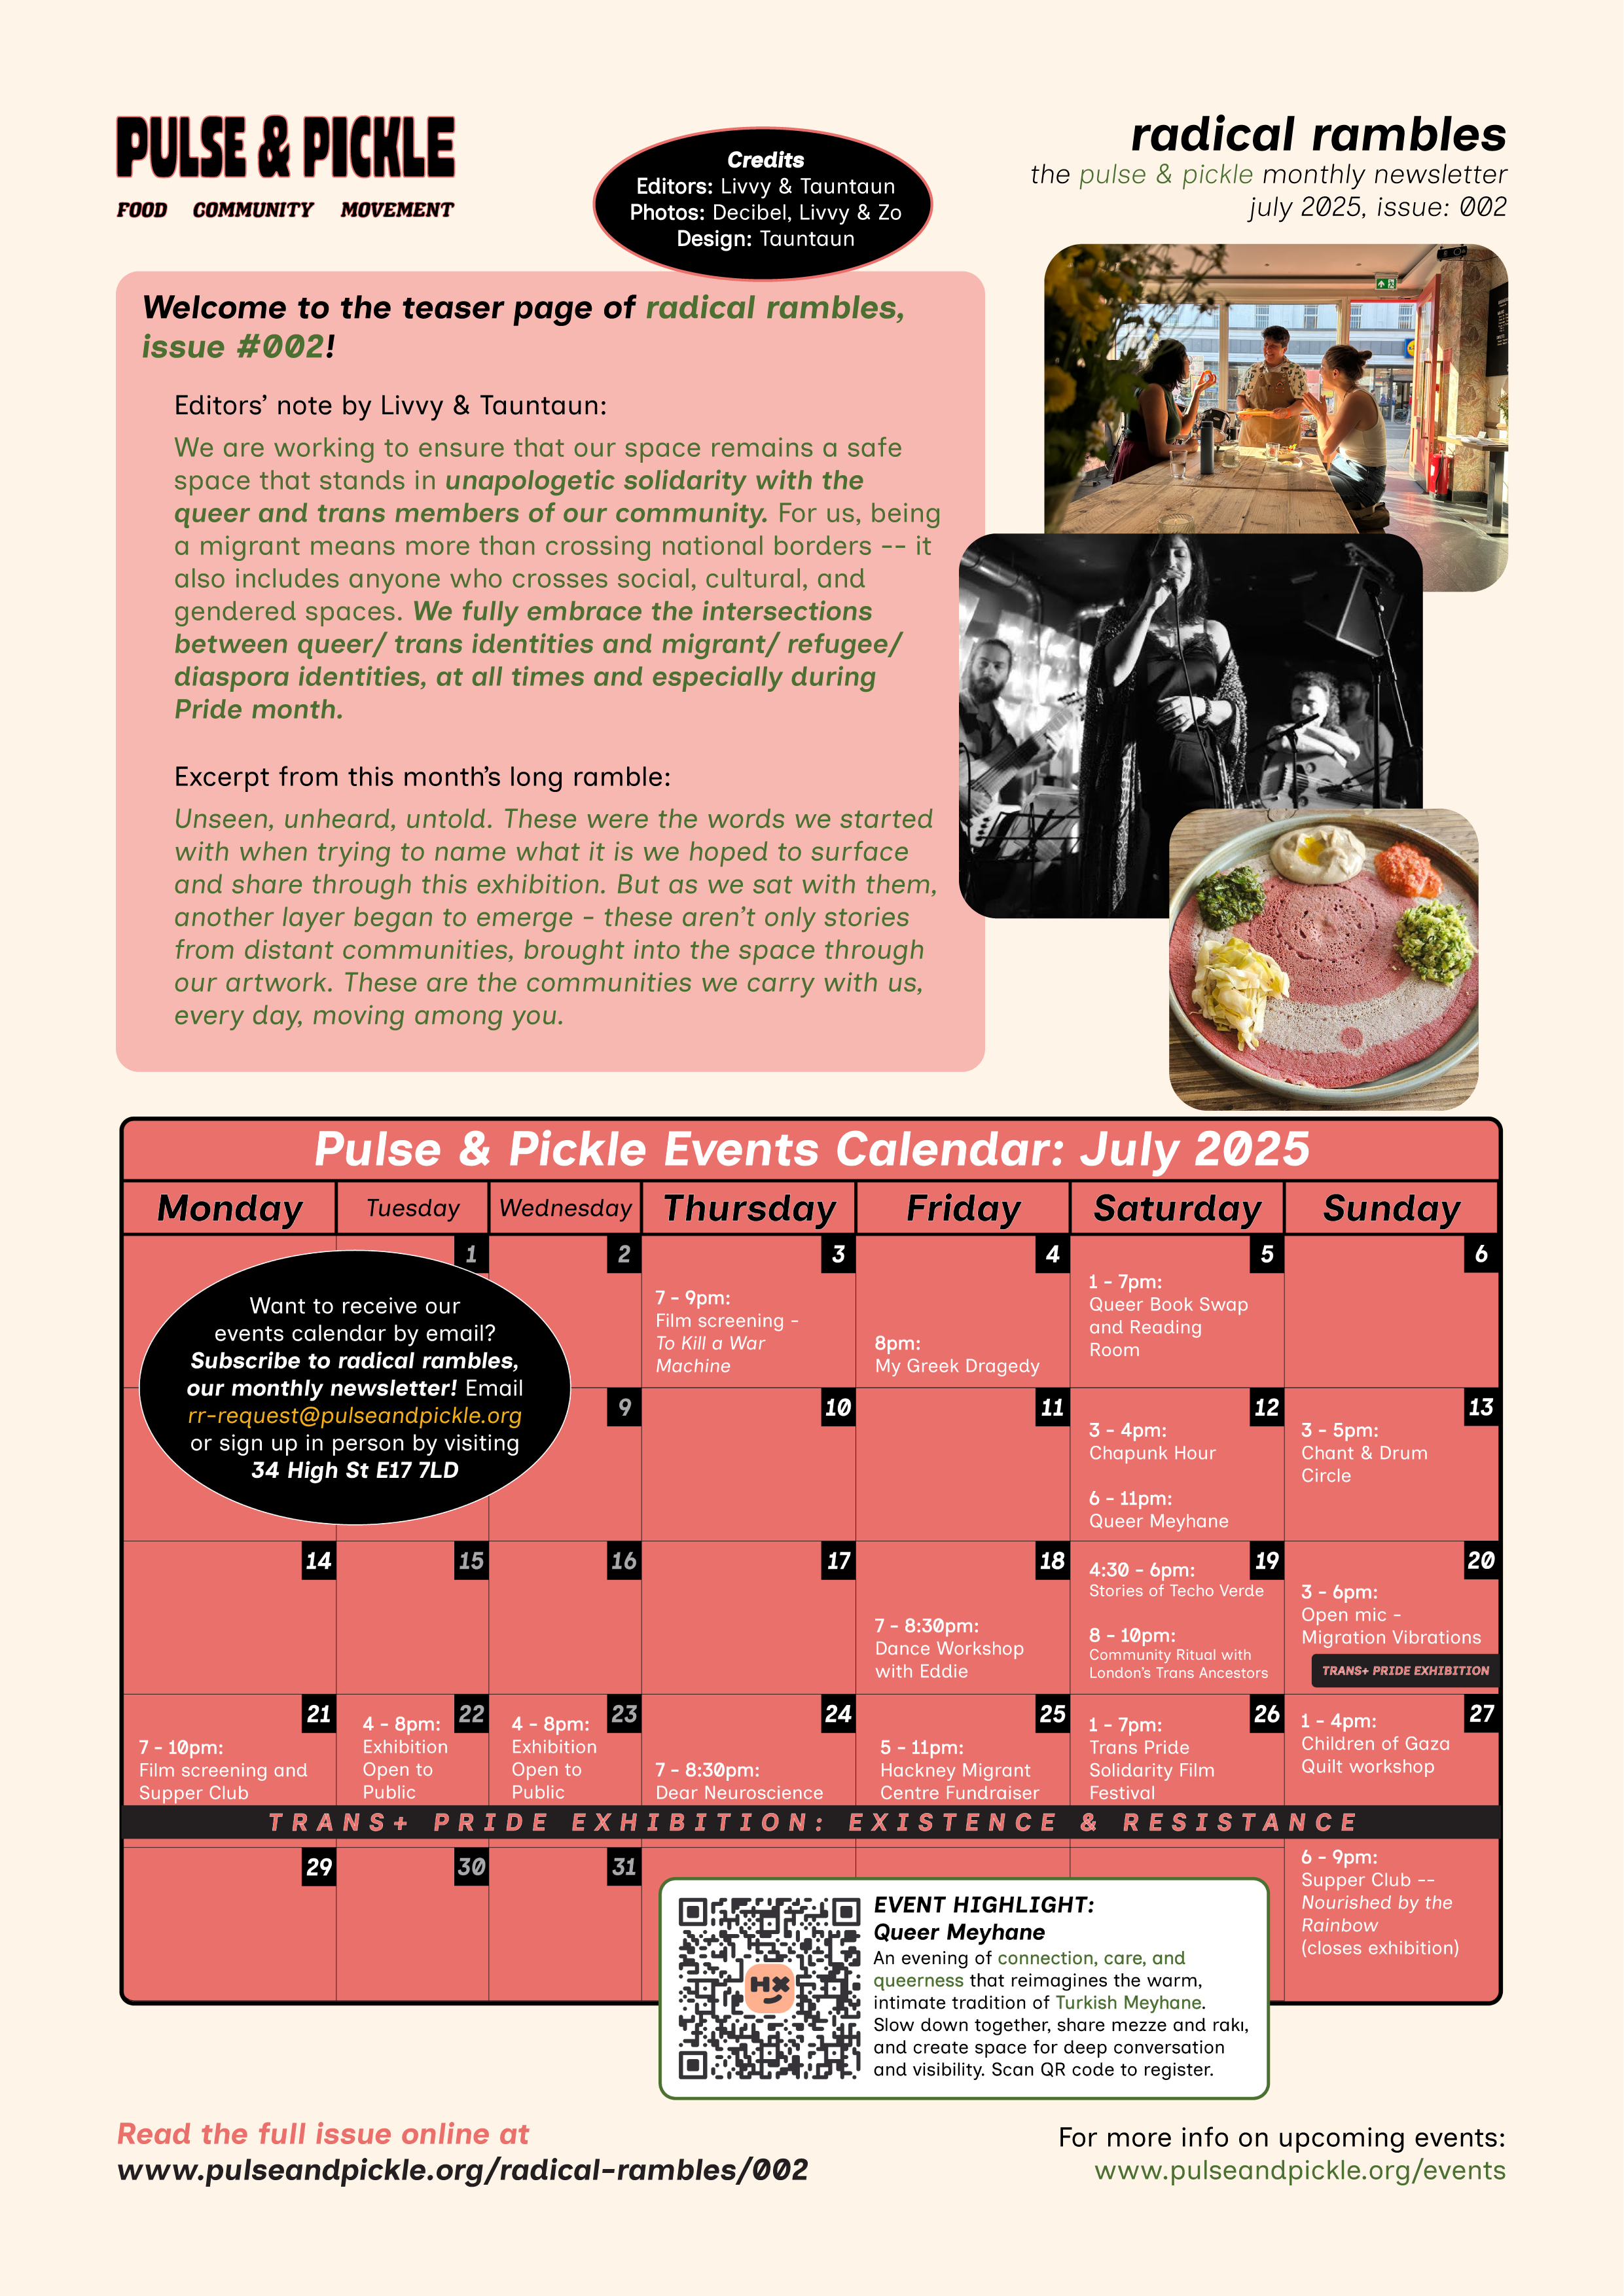 PULSE & PICKLE
FOOD COMMUNITY MOVEMENT
Credits
Editors: Livvy & Tauntaun
Photos: Decibel, Livvy & Zo
Design: Tauntaun
radical rambles
the pulse & pickle monthly newsletter
july 2025, issue: 002
Welcome to the teaser page of radical rambles,
issue #002!
Editors’ note by Livvy & Tauntaun:
We are working to ensure that our space remains a safe
space that stands in unapologetic solidarity with the
queer and trans members of our community. For us, being
a migrant means more than crossing national borders -- it
also includes anyone who crosses social, cultural, and
gendered spaces. We fully embrace the intersections
between queer/ trans identities and migrant/ refugee/
diaspora identities, at all times and especially during
Pride month.
Excerpt from this month’s long ramble:
Unseen, unheard, untold. These were the words we started
with when trying to name what it is we hoped to surface
and share through this exhibition. But as we sat with them,
another layer began to emerge - these aren’t only stories
from distant communities, brought into the space through
our artwork. These are the communities we carry with us,
every day, moving among you.
Pulse & Pickle Events Calendar: July 2025
Monday Tuesday Wednesday Thursday Friday Saturday Sunday
1
2
3
7 - 9pm:
Film screening -
To Kill a War
Machine
4
8pm:
My Greek Dragedy
5
1 - 7pm:
Queer Book Swap
and Reading
Room
6
Want to receive our
events calendar by email?
Subscribe to radical rambles,
our monthly newsletter! Email
rr-request@pulseandpickle.org
or sign up in person by visiting
34 High St E17 7LD
9
10
11
12
3 - 4pm:
Chapunk Hour
6 - 11pm:
Queer Meyhane
13
3 - 5pm:
Chant & Drum
Circle
14
15
16
17
18
7 - 8:30pm:
Dance Workshop
with Eddie
19
4:30 - 6pm:
Stories of Techo Verde
8 - 10pm:
Community Ritual with
London’s Trans Ancestors
20
3 - 6pm:
Open mic -
Migration Vibrations
TRANS+ PRIDE EXHIBITION
21
7 - 10pm:
Film screening and
Supper Club
22
4 - 8pm:
Exhibition
Open to
Public
23
4 - 8pm:
Exhibition
Open to
Public
24
7 - 8:30pm:
Dear Neuroscience
25
5 - 11pm:
Hackney Migrant
Centre Fundraiser
26
1 - 7pm:
Trans Pride
Solidarity Film
Festival
27
1 - 4pm:
Children of Gaza
Quilt workshop
TRANS+ PRIDE EXHIBITION: EXISTENCE & RESISTANCE
29
30
31
6 - 9pm:
Supper Club --
Nourished by the
Rainbow
(closes exhibition)
HX
EVENT HIGHLIGHT:
Queer Meyhane
An evening of connection, care, and
queerness that reimagines the warm,
intimate tradition of Turkish Meyhane.
Slow down together, share mezze and rakı,
and create space for deep conversation
and visibility. Scan QR code to register.
Read the full issue online at
www.pulseandpickle.org/radical-rambles/002
For more info on upcoming events:
www.pulseandpickle.org/events